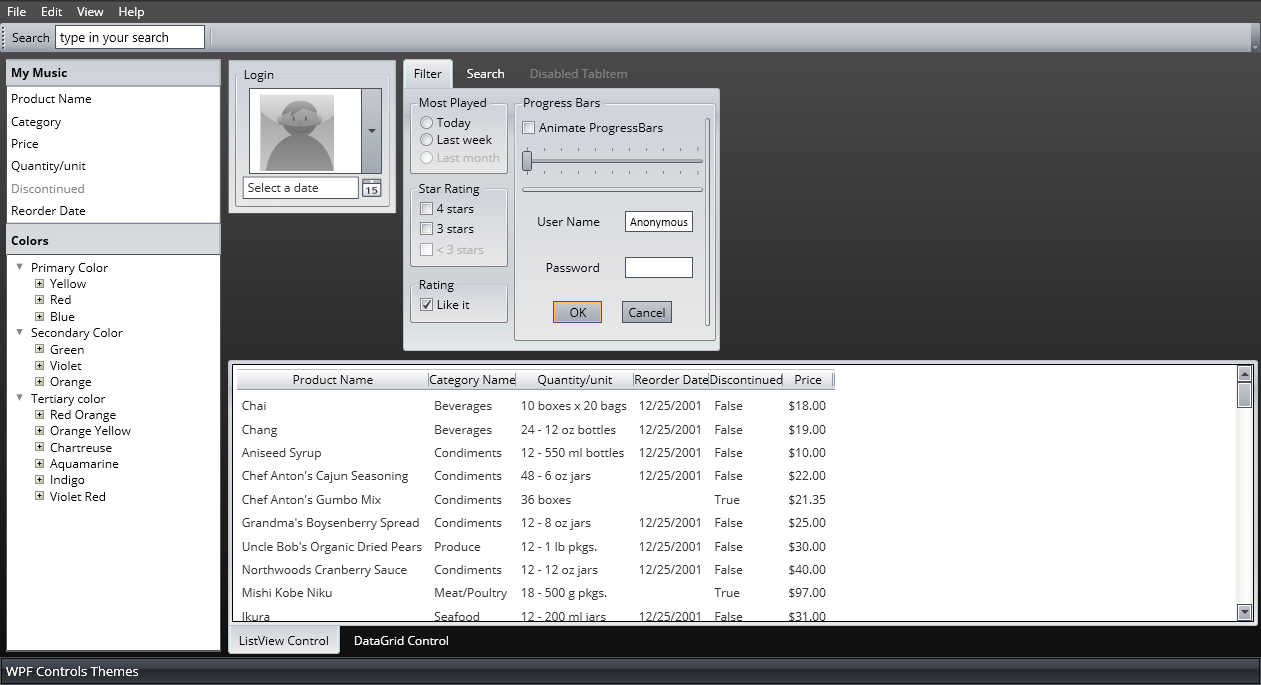 File Edit View Help
Search type in your search
My Music
Product Name
Category
Price
Quantity/unit
Discontinued
Reorder Date
Colors
Primary Color
Yellow
Red
Blue
Secondary Color
Green
Violet
Orange
Tertiary color
Red Orange
Orange Yellow
Chartreuse
Aquamarine
Indigo
Violet Red
Login
Select a date 15
Filter Search Disabled TabItem
Most Played
Today
Last week
Last month
Star Rating
4 stars
3 stars
< 3 stars
Rating
Like it
Progress Bars
Animate ProgressBars
User Name Anonymous
Password
OK Cancel
Product Name Category Name Quantity/unit Reorder Date Discontinued Price
Chai Beverages 10 boxes x 20 bags 12/25/2001 False $18.00
Chang Beverages 24 - 12 oz bottles 12/25/2001 False $19.00
Aniseed Syrup Condiments 12 - 550 ml bottles 12/25/2001 False $10.00
Chef Anton's Cajun Seasoning Condiments 48 - 6 oz jars 12/25/2001 False $22.00
Chef Anton's Gumbo Mix Condiments 36 boxes True $21.35
Grandma's Boysenberry Spread Condiments 12 - 8 oz jars 12/25/2001 False $25.00
Uncle Bob's Organic Dried Pears Produce 12 - 1 lb pkgs. 12/25/2001 False $30.00
Northwoods Cranberry Sauce Condiments 12 - 12 oz jars 12/25/2001 False $40.00
Mishi Kobe Niku Meat/Poultry 18 - 500 g pkgs. True $97.00
Ikura Seafood 12 - 200 ml jars 12/25/2001 False $31.00
ListView Control DataGrid Control
WPF Controls Themes